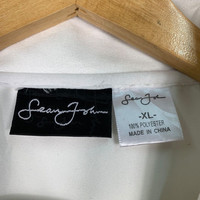 Sean John
Sean John
-XL-
100% POLYESTER
MADE IN CHINA